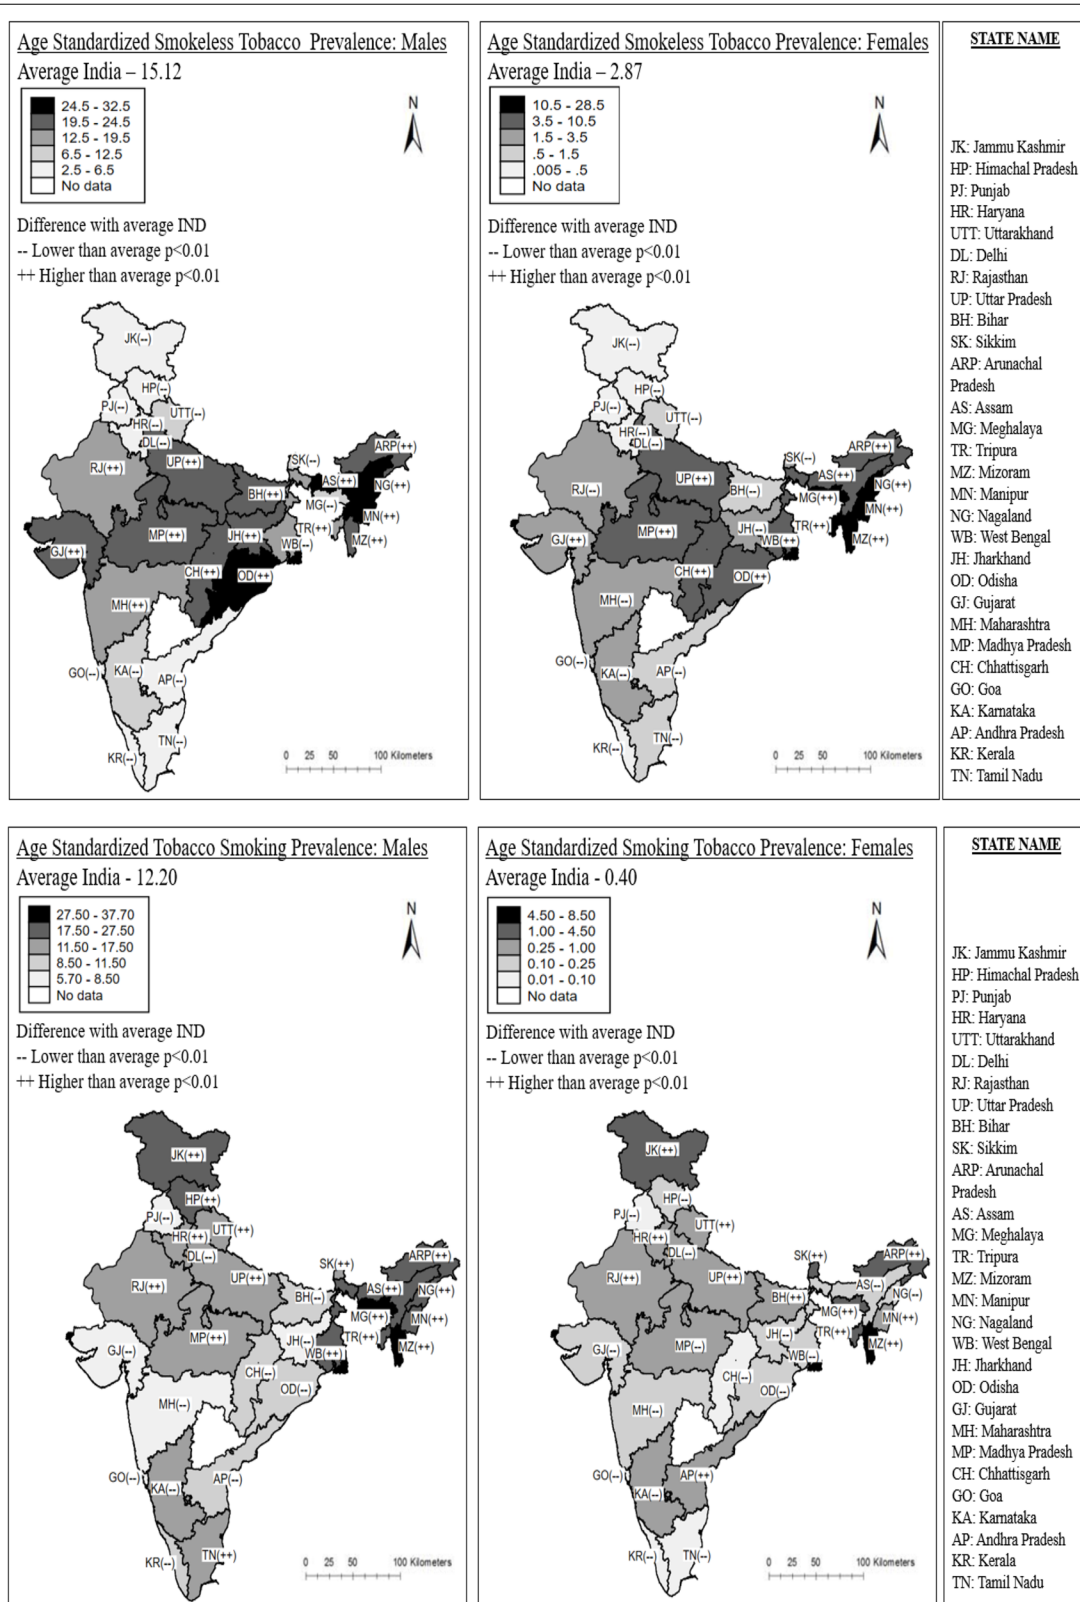 Age Standardized Smokeless Tobacco Prevalence: Males
Average India – 15.12
24.5 - 32.5
19.5 - 24.5
12.5 - 19.5
6.5 - 12.5
2.5 - 6.5
No data
N
Difference with average IND
-- Lower than average p<0.01
++ Higher than average p<0.01
JK(--)
HP(--)
PJ(--)
UTT(--)
HR(--)
DL(--)
ARP(++)
RJ(++)
UP(++)
SK(--)
AS(++)
NG(++)
BH(++)
MG(--)
MN(++)
TR(++)
MP(++)
JH(++)
WB(--)
MZ(++)
GJ(++)
CH(++)
OD(++)
MH(++)
GO(--)
KA(--)
AP(--)
TN(--)
KR(--)
0 25 50 100 Kilometers
Age Standardized Smokeless Tobacco Prevalence: Females
Average India – 2.87
10.5 - 28.5
3.5 - 10.5
1.5 - 3.5
.5 - 1.5
.005 - .5
No data
N
Difference with average IND
-- Lower than average p<0.01
++ Higher than average p<0.01
JK(--)
HP(--)
PJ(--)
UTT(--)
HR(--)
DL(--)
ARP(++)
SK(--)
AS(++)
UP(++)
NG(++)
RJ(--)
BH(--)
MG(++)
MN(++)
TR(++)
MP(++)
JH(--)
WB(++)
MZ(++)
GJ(++)
CH(++)
OD(++)
MH(--)
GO(--)
KA(--)
AP(--)
TN(--)
KR(--)
0 25 50 100 Kilometers
STATE NAME
JK: Jammu Kashmir
HP: Himachal Pradesh
PJ: Punjab
HR: Haryana
UTT: Uttarakhand
DL: Delhi
RJ: Rajasthan
UP: Uttar Pradesh
BH: Bihar
SK: Sikkim
ARP: Arunachal
Pradesh
AS: Assam
MG: Meghalaya
TR: Tripura
MZ: Mizoram
MN: Manipur
NG: Nagaland
WB: West Bengal
JH: Jharkhand
OD: Odisha
GJ: Gujarat
MH: Maharashtra
MP: Madhya Pradesh
CH: Chhattisgarh
GO: Goa
KA: Karnataka
AP: Andhra Pradesh
KR: Kerala
TN: Tamil Nadu
Age Standardized Tobacco Smoking Prevalence: Males
Average India - 12.20
27.50 - 37.70
17.50 - 27.50
11.50 - 17.50
8.50 - 11.50
5.70 - 8.50
No data
N
Difference with average IND
-- Lower than average p<0.01
++ Higher than average p<0.01
JK(++)
HP(++)
PJ(--)
UTT(++)
HR(++)
DL(--)
ARP(++)
SK(++)
RJ(++)
UP(++)
AS(++)
NG(++)
BH(--)
MG(++)
MN(++)
MP(++)
JH(--)
TR(++)
MZ(++)
GJ(--)
WB(++)
CH(--)
OD(--)
MH(--)
GO(--)
KA(--)
AP(--)
TN(++)
KR(--)
0 25 50 100 Kilometers
Age Standardized Smoking Tobacco Prevalence: Females
Average India - 0.40
4.50 - 8.50
1.00 - 4.50
0.25 - 1.00
0.10 - 0.25
0.01 - 0.10
No data
N
Difference with average IND
-- Lower than average p<0.01
++ Higher than average p<0.01
JK(++)
HP(--)
PJ(--)
UTT(++)
HR(++)
DL(--)
ARP(++)
SK(++)
RJ(++)
UP(++)
AS(--)
NG(--)
BH(++)
MG(++)
MN(++)
MP(--)
JH(--)
TR(++)
MZ(++)
GJ(--)
WB(--)
CH(--)
OD(--)
MH(--)
GO(--)
AP(++)
KA(--)
KR(--)
TN(--)
0 25 50 100 Kilometers
STATE NAME
JK: Jammu Kashmir
HP: Himachal Pradesh
PJ: Punjab
HR: Haryana
UTT: Uttarakhand
DL: Delhi
RJ: Rajasthan
UP: Uttar Pradesh
BH: Bihar
SK: Sikkim
ARP: Arunachal
Pradesh
AS: Assam
MG: Meghalaya
TR: Tripura
MZ: Mizoram
MN: Manipur
NG: Nagaland
WB: West Bengal
JH: Jharkhand
OD: Odisha
GJ: Gujarat
MH: Maharashtra
MP: Madhya Pradesh
CH: Chhattisgarh
GO: Goa
KA: Karnataka
AP: Andhra Pradesh
KR: Kerala
TN: Tamil Nadu